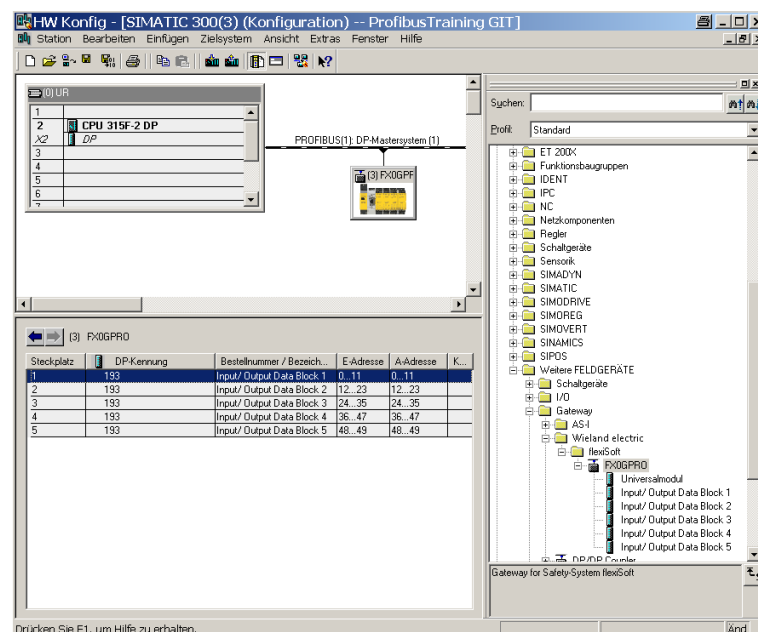 HW Konfig - [SIMATIC 300(3) (Konfiguration) -- ProfibusTraining GIT]
Station Bearbeiten Einfügen Zielsystem Ansicht Extras Fenster Hilfe
(0) UR
1
2 CPU 315F-2 DP
X2 DP
3
4
5
6
7
PROFIBUS(1): DP-Mastersystem (1)
(3) FX0GPF
Suchen:
Profil: Standard
ET 200X
Funktionsbaugruppen
IDENT
IPC
NC
Netzkomponenten
Regler
Schaltgeräte
Sensorik
SIMADYN
SIMATIC
SIMODRIVE
SIMOREG
SIMOVERT
SINAMICS
SIPOS
Weitere FELDGERÄTE
Schaltgeräte
I/O
Gateway
AS-I
Wieland electric
flexiSoft
FX0GPRO
Universalmodul
Input/ Output Data Block 1
Input/ Output Data Block 2
Input/ Output Data Block 3
Input/ Output Data Block 4
Input/ Output Data Block 5
DP/DP Coupler
Gateway for Safety-System flexiSoft
(3) FX0GPRO
Steckplatz DP-Kennung Bestellnummer / Bezeich... E-Adresse A-Adresse K...
1 193 Input/ Output Data Block 1 0...11 0...11
2 193 Input/ Output Data Block 2 12...23 12...23
3 193 Input/ Output Data Block 3 24...35 24...35
4 193 Input/ Output Data Block 4 36...47 36...47
5 193 Input/ Output Data Block 5 48...49 48...49
Drücken Sie F1, um Hilfe zu erhalten.
Änd